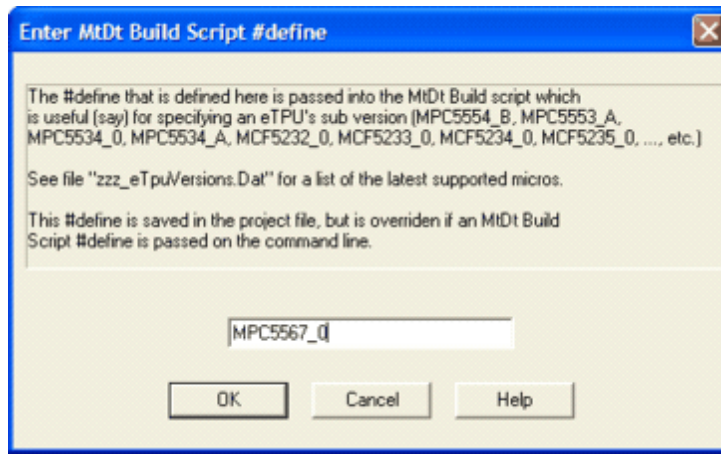 Enter MtDt Build Script #define
The #define that is defined here is passed into the MtDt Build script which
is useful (say) for specifying an eTPU's sub version (MPC5554_B, MPC5553_A,
MPC5534_0, MPC5534_A, MCF5232_0, MCF5233_0, MCF5234_0, MCF5235_0, ..., etc.)
See file "zzz_eTpuVersions.Dat" for a list of the latest supported micros.
This #define is saved in the project file, but is overriden if an MtDt Build
Script #define is passed on the command line.
MPC5567_0
OK Cancel Help